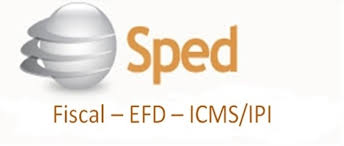 Sped
Fiscal – EFD – ICMS/IPI